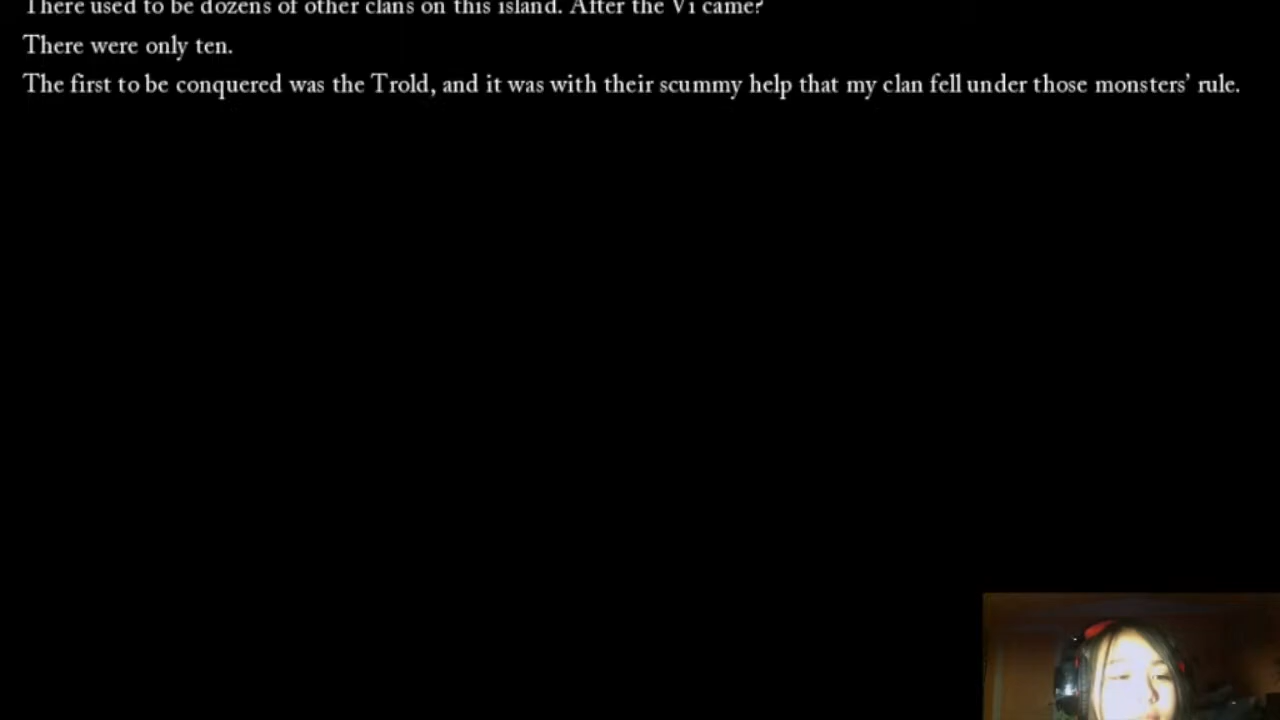 There used to be dozens of other clans on this island. After the Vi came?
There were only ten.
The first to be conquered was the Trold, and it was with their scummy help that my clan fell under those monsters’ rule.